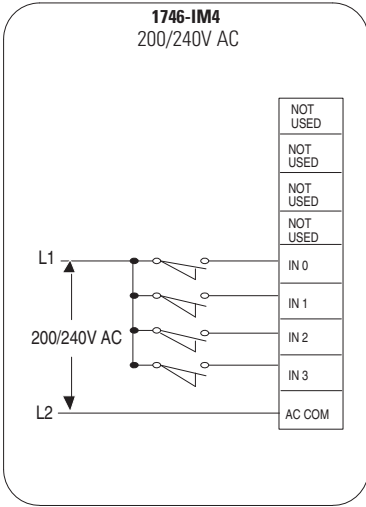 1746-IM4
200/240V AC
NOT
USED
NOT
USED
NOT
USED
NOT
USED
L1
IN 0
IN 1
200/240V AC
IN 2
IN 3
L2
AC COM